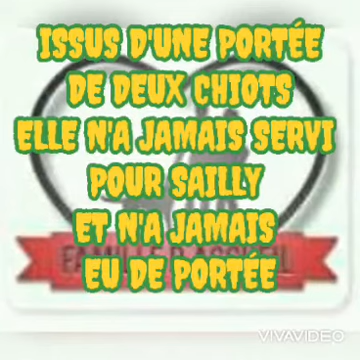 ISSUS D'UNE PORTÉE
DE DEUX CHIOTS
ELLE N'A JAMAIS SERVI
POUR SAILLY
ET N'A JAMAIS
EU DE PORTÉE
VIVAVIDEO